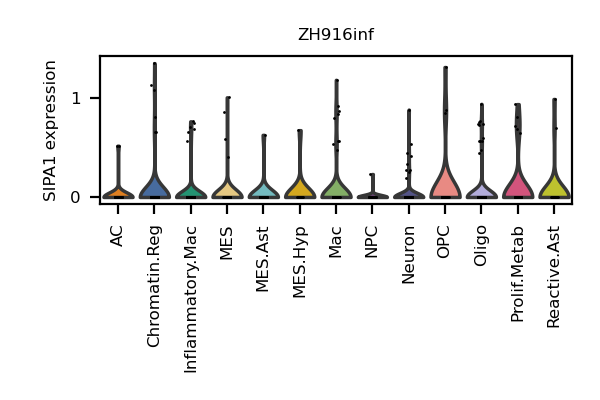 ZH916inf
SIPA1 expression
1
0
AC
Chromatin.Reg
Inflammatory.Mac
MES
MES.Ast
MES.Hyp
Mac
NPC
Neuron
OPC
Oligo
Prolif.Metab
Reactive.Ast